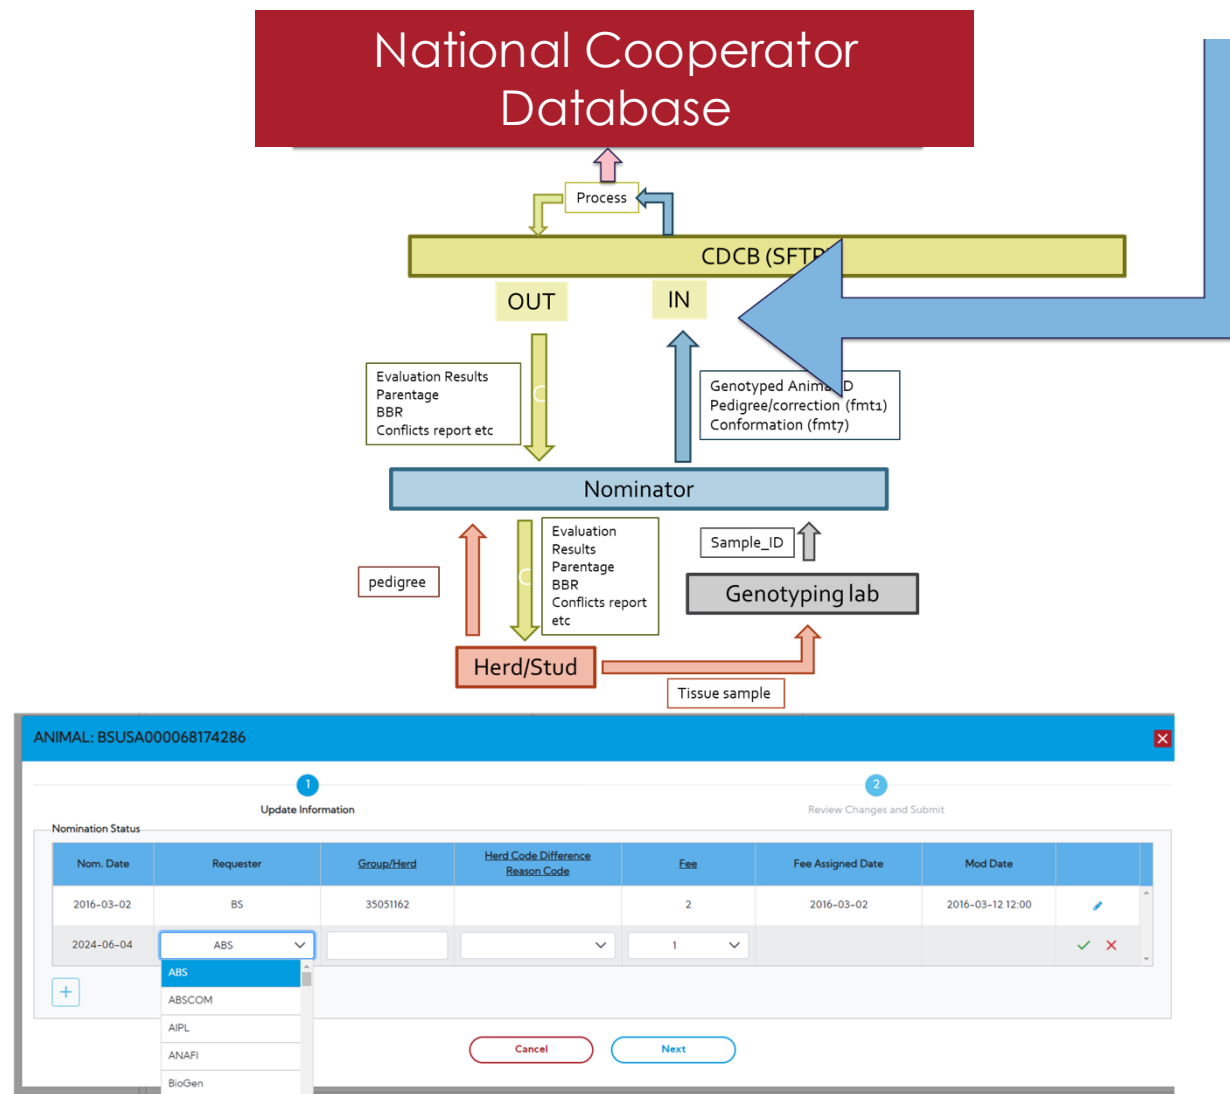 National Cooperator
Database
Process
CDCB (SFTP)
OUT
IN
Evaluation Results
Parentage
BBR
Conflicts report etc
Genotyped Animal ID
Pedigree/correction (fmt1)
Conformation (fmt7)
Nominator
pedigree
Evaluation
Results
Parentage
BBR
Conflicts report
etc
Sample_ID
Genotyping lab
Herd/Stud
Tissue sample
ANIMAL: BSUSA000068174286
1
2
Update Information
Review Changes and Submit
Nomination Status
Nom. Date
Requester
Group/Herd
Herd Code Difference
Reason Code
Fee
Fee Assigned Date
Mod Date
2016-03-02
BS
35051162
2
2016-03-02
2016-03-12 12:00
2024-06-04
ABS
1
ABS
ABSCOM
AIPL
ANAFI
BioGen
Cancel
Next